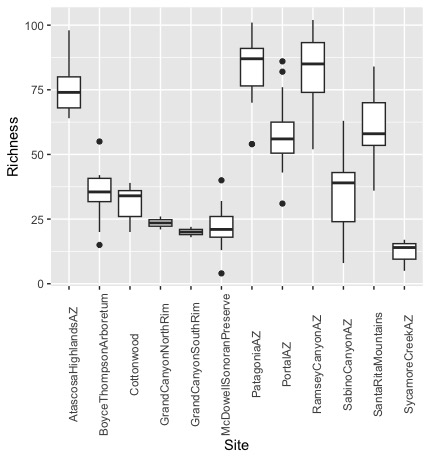 100
75
50
25
0
Richness
AtascosaHighlandsAZ
BoyceThompsonArboretum
Cottonwood
GrandCanyonNorthRim
GrandCanyonSouthRim
McDowellSonoranPreserve
PatagoniaAZ
PortalAZ
RamseyCanyonAZ
SabinoCanyonAZ
SantaRitaMountains
SycamoreCreekAZ
Site